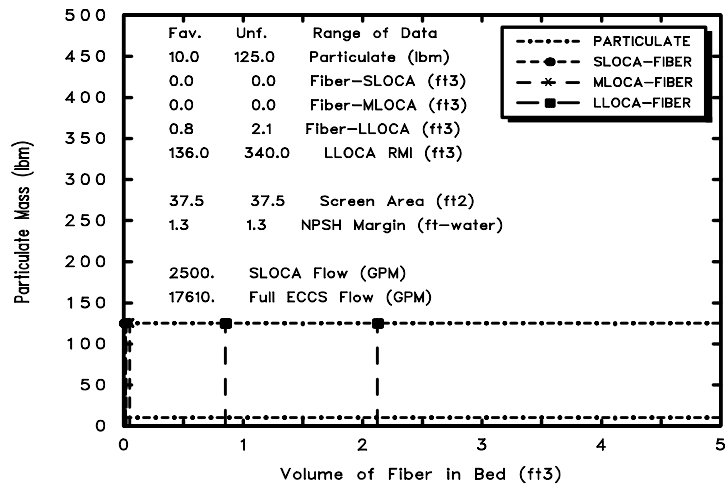 500
450
400
350
300
250
200
150
100
50
0
Particulate Mass (lbm)
Fav. Unf. Range of Data
10.0 125.0 Particulate (lbm)
0.0 0.0 Fiber-SLOCA (ft3)
0.0 0.0 Fiber-MLOCA (ft3)
0.8 2.1 Fiber-LLOCA (ft3)
136.0 340.0 LLOCA RMI (ft3)
37.5 37.5 Screen Area (ft2)
1.3 1.3 NPSH Margin (ft-water)
2500. SLOCA Flow (GPM)
17610. Full ECCS Flow (GPM)
PARTICULATE
SLOCA-FIBER
MLOCA-FIBER
LLOCA-FIBER
0 1 2 3 4 5
Volume of Fiber in Bed (ft3)